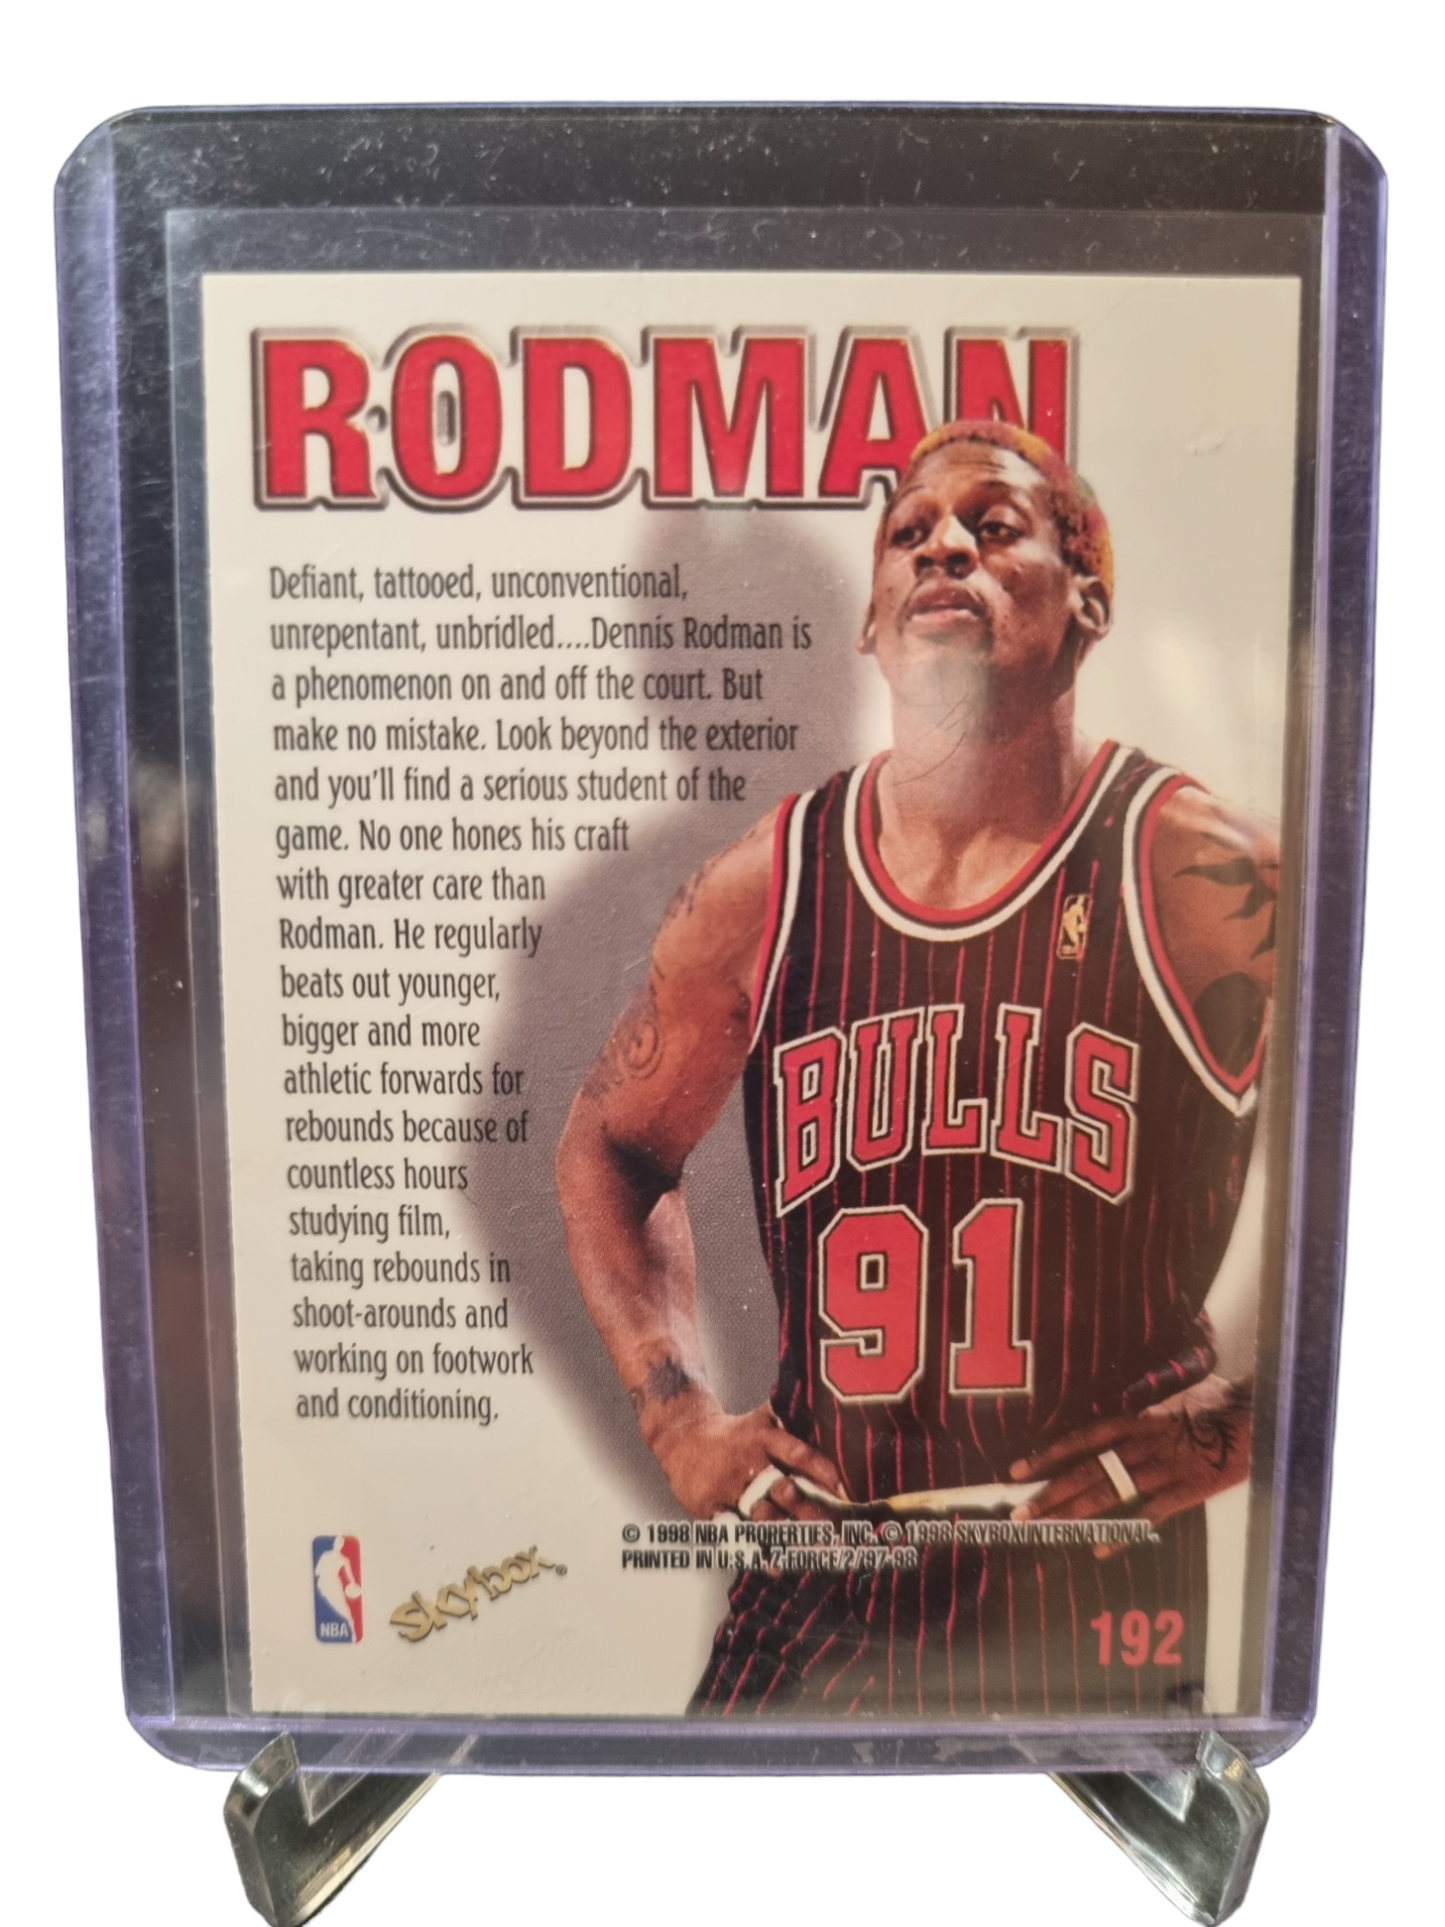 RODMAN
Defiant, tattooed, unconventional,
unrepentant, unbridled....Dennis Rodman is
a phenomenon on and off the court. But
make no mistake. Look beyond the exterior
and you'll find a serious student of the
game. No one hones his craft
with greater care than
Rodman. He regularly
beats out younger,
bigger and more
athletic forwards for
rebounds because of
countless hours
studying film,
taking rebounds in
shoot-arounds and
working on footwork
and conditioning.
BULLS
91
NBA
skybox®
© 1998 NBA PROPERTIES, INC. © 1998 SKYBOX INTERNATIONAL.
PRINTED IN U.S.A. Z-FORCE/2/'97-98
192